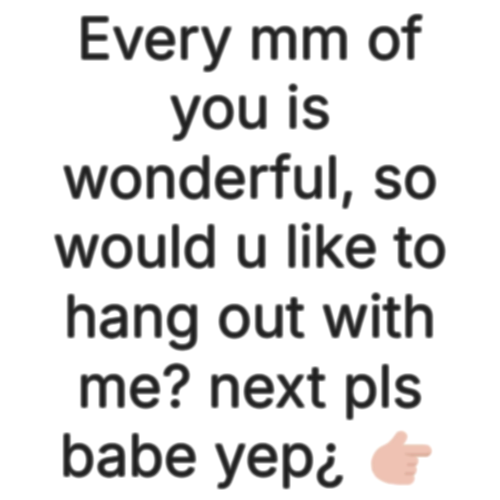 Every mm of
you is
wonderful, so
would u like to
hang out with
me? next pls
babe yep¿ 👉